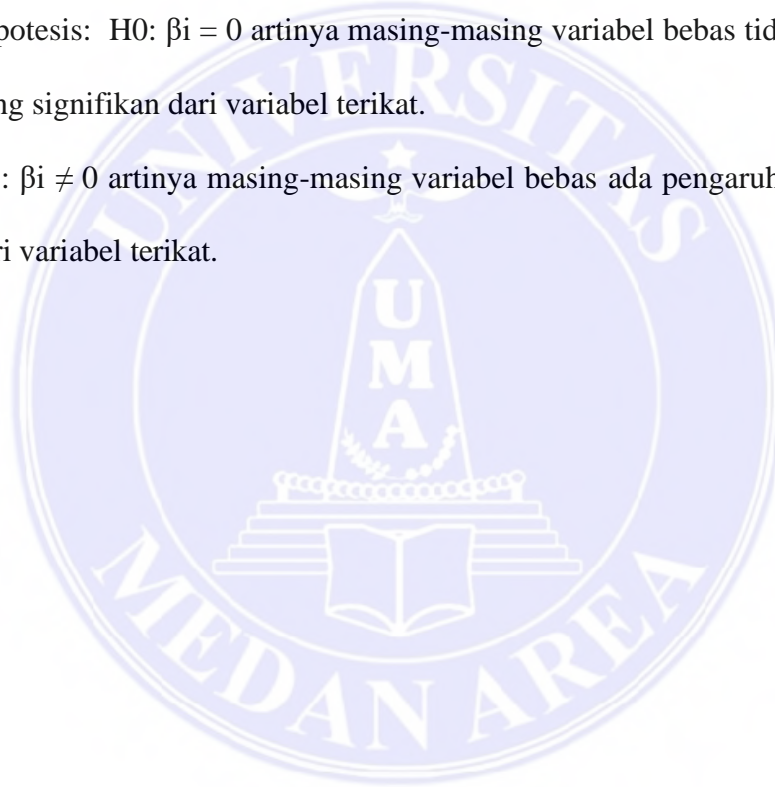 potesis: H0: βi = 0 artinya masing-masing variabel bebas tid
ng signifikan dari variabel terikat.
: βi ≠ 0 artinya masing-masing variabel bebas ada pengaruh
ri variabel terikat.
UNIVERSITAS
U
M
A
MEDAN AREA